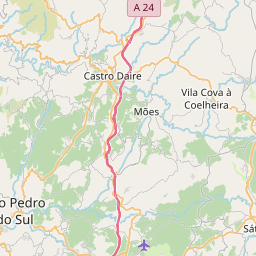 A 24
Castro Daire
Mões
Vila Cova à
Coelheira
o Pedro
do Sul
Sát